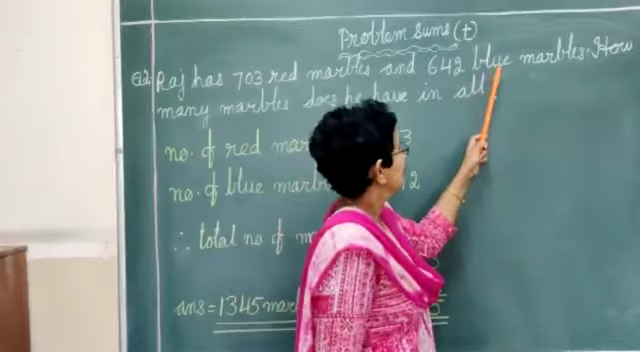 Problem Sums (+)
Q2. Raj has 703 red marbles and 642 blue marbles. How
many marbles does he have in all
no. of red mar 3
no. of blue marb 2
∴ total no of m
ans = 1345 mar